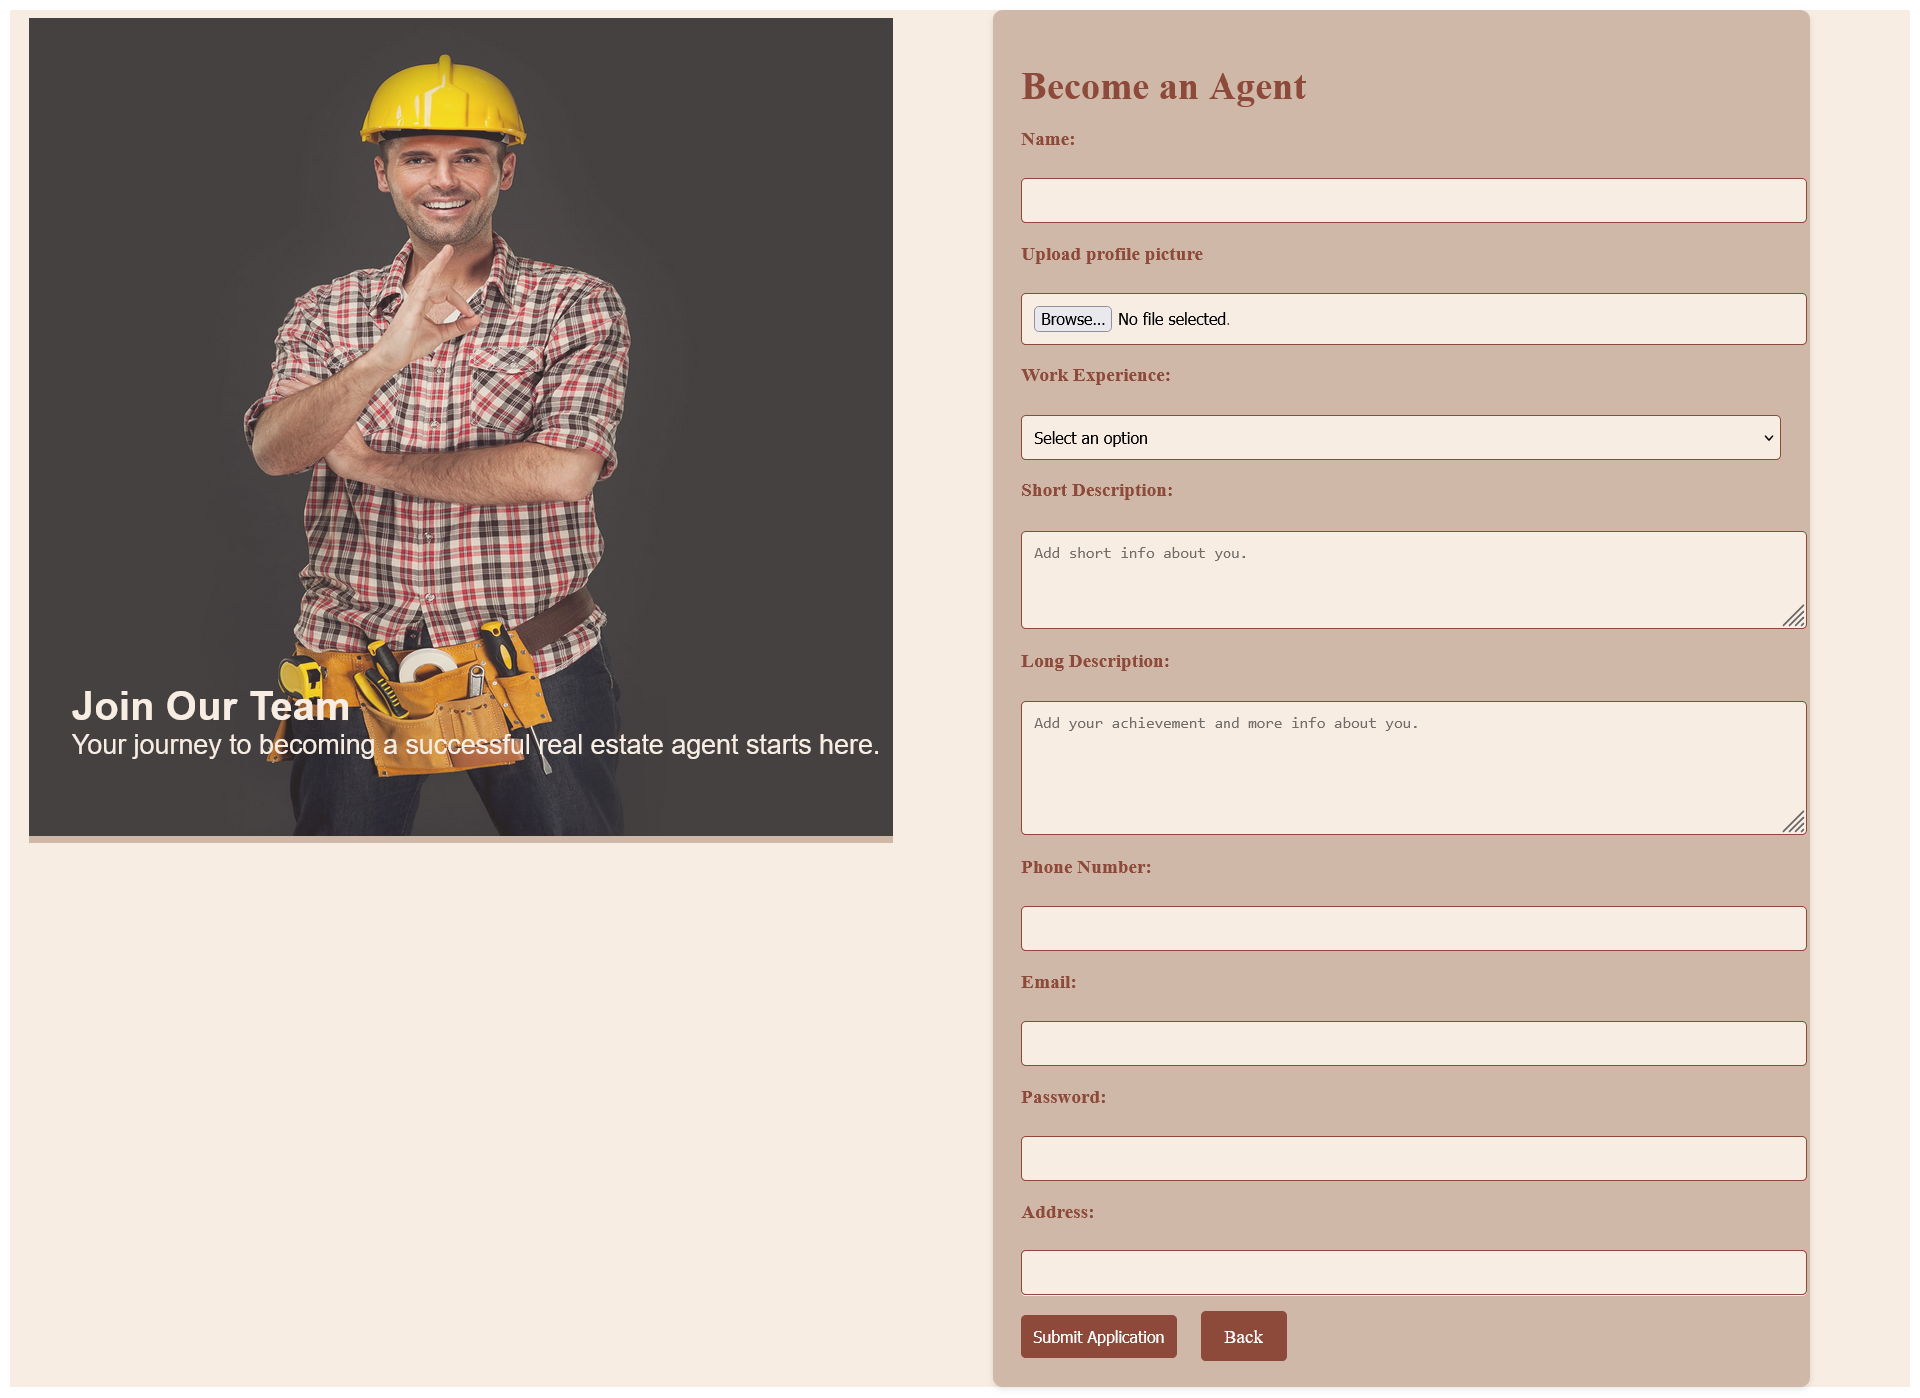 Join Our Team
Your journey to becoming a successful real estate agent starts here.
Become an Agent
Name:
Upload profile picture
Browse... No file selected.
Work Experience:
Select an option
Short Description:
Add short info about you.
Long Description:
Add your achievement and more info about you.
Phone Number:
Email:
Password:
Address:
Submit Application Back